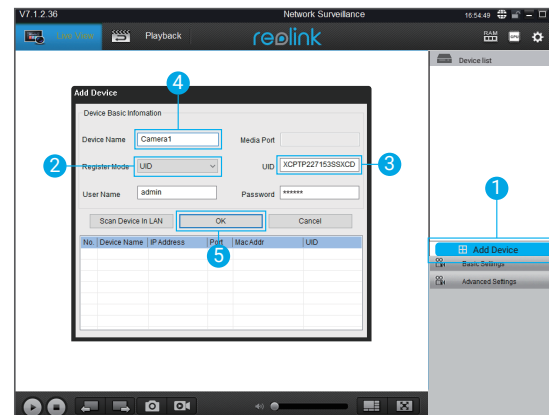 V7.1.2.36 Network Surveillance 16:54:49
Live View Playback reolink RAM CPU
Device list
Add Device
4
Device Basic Infomation
Device Name Camera1 Media Port
2 Register Mode UID UID XCPTP227153SSXCD 3
User Name admin Password ******
1
Scan Device In LAN OK Cancel
5
No. Device Name IP Address Port Mac Addr UID
Add Device
Basic Settings
Advanced Settings